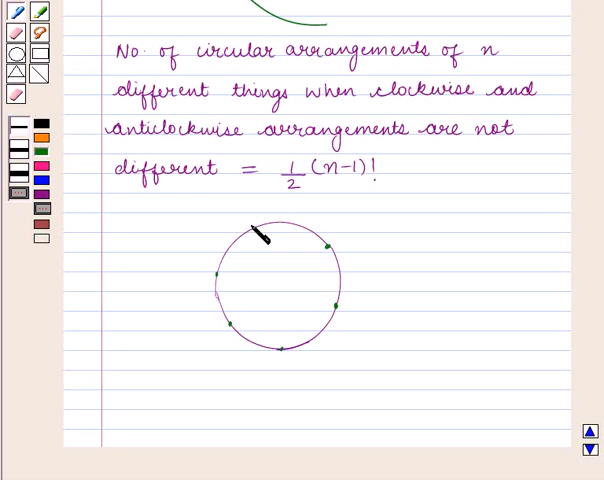 No. of circular arrangements of n
different things when clockwise and
anticlockwise arrangements are not
different = 1/2 (n-1)!